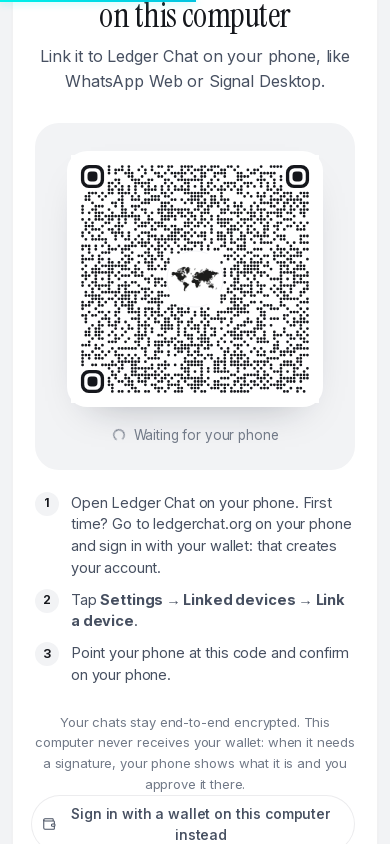 on this computer
Link it to Ledger Chat on your phone, like
WhatsApp Web or Signal Desktop.
Waiting for your phone
1
Open Ledger Chat on your phone. First
time? Go to ledgerchat.org on your phone
and sign in with your wallet: that creates
your account.
2
Tap Settings → Linked devices → Link
a device.
3
Point your phone at this code and confirm
on your phone.
Your chats stay end-to-end encrypted. This
computer never receives your wallet: when it needs
a signature, your phone shows what it is and you
approve it there.
Sign in with a wallet on this computer
instead